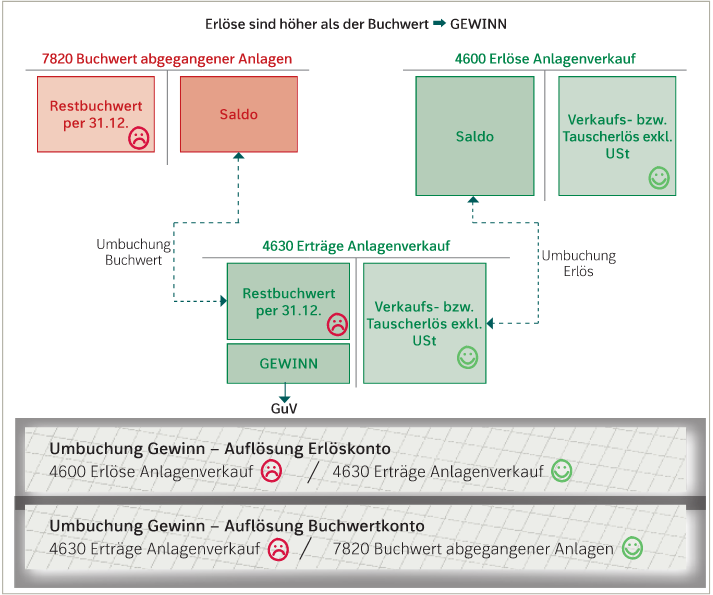 Erlöse sind höher als der Buchwert ➡ GEWINN
7820 Buchwert abgegangener Anlagen
4600 Erlöse Anlagenverkauf
Restbuchwert
per 31.12.
Saldo
Saldo
Verkaufs- bzw.
Tauscherlös exkl.
USt
Umbuchung
Buchwert
4630 Erträge Anlagenverkauf
Umbuchung
Erlös
Restbuchwert
per 31.12.
Verkaufs- bzw.
Tauscherlös exkl.
USt
GEWINN
GuV
Umbuchung Gewinn – Auflösung Erlöskonto
4600 Erlöse Anlagenverkauf / 4630 Erträge Anlagenverkauf
Umbuchung Gewinn – Auflösung Buchwertkonto
4630 Erträge Anlagenverkauf / 7820 Buchwert abgegangener Anlagen